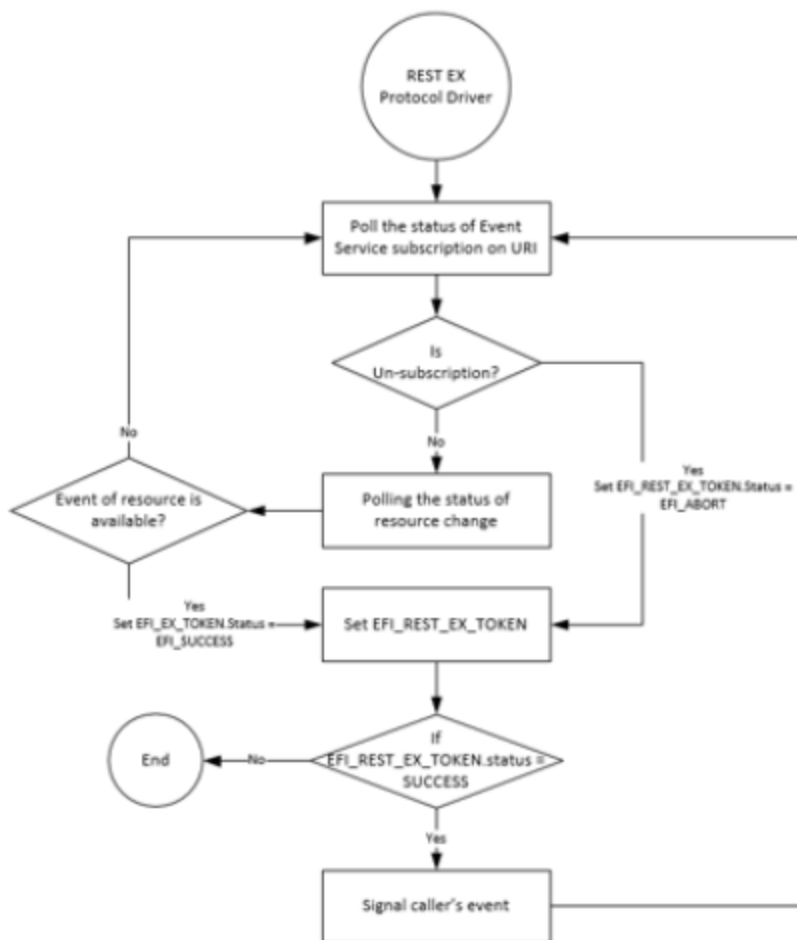 REST EX
Protocol Driver
Poll the status of Event
Service subscription on URI
Is
Un-subscription?
No
Yes
Set EFI_REST_EX_TOKEN.Status =
EFI_ABORT
Polling the status of
resource change
No
Event of resource is
available?
Yes
Set EFI_EX_TOKEN.Status =
EFI_SUCCESS
Set EFI_REST_EX_TOKEN
If
EFI_REST_EX_TOKEN.status =
SUCCESS
No
End
Yes
Signal caller's event